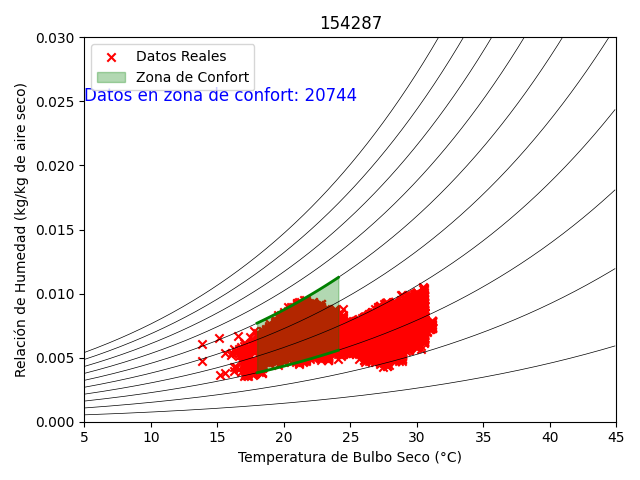 154287
Datos Reales
Zona de Confort
Datos en zona de confort: 20744
Relación de Humedad (kg/kg de aire seco)
0.030
0.025
0.020
0.015
0.010
0.005
0.000
5 10 15 20 25 30 35 40 45
Temperatura de Bulbo Seco (°C)